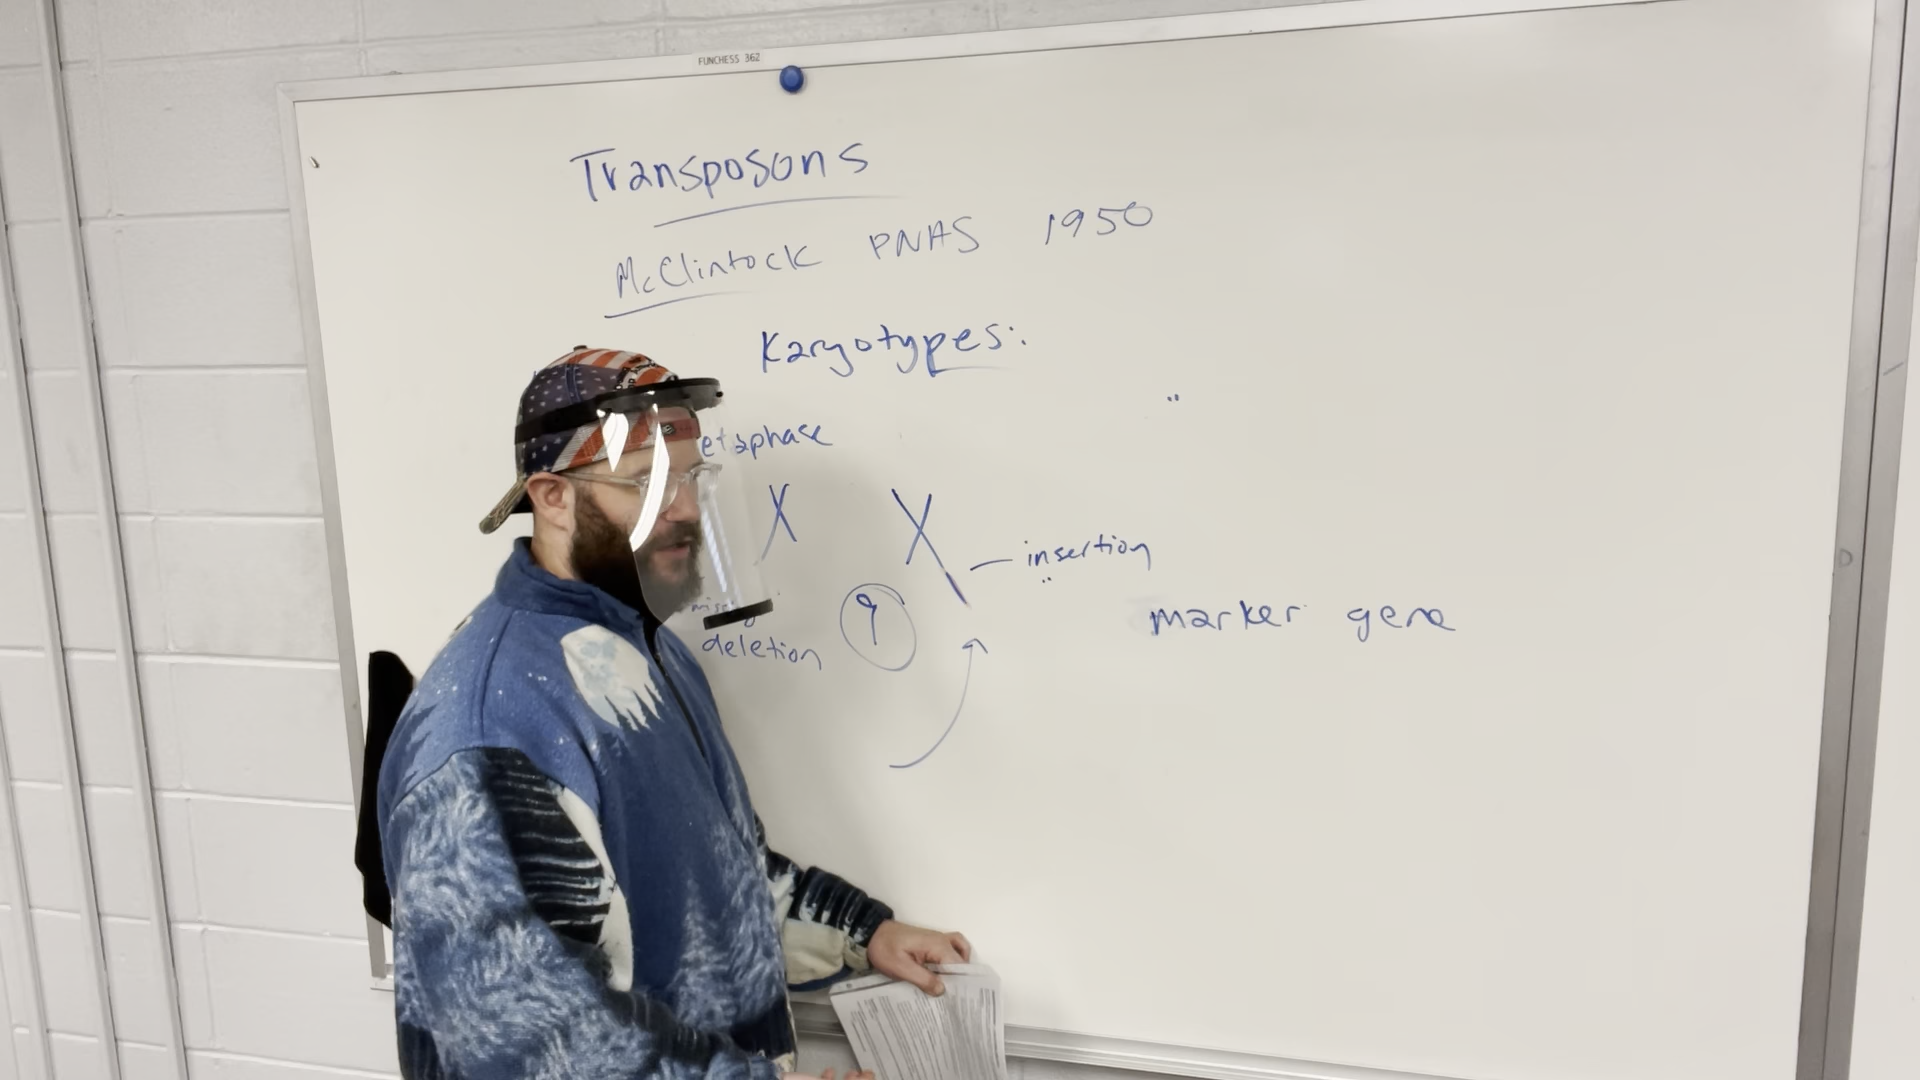 FUNCHESS 362
Transposons
McClintock PNAS 1950
Karyotypes:
etaphase
insertion
9
marker gene
deletion